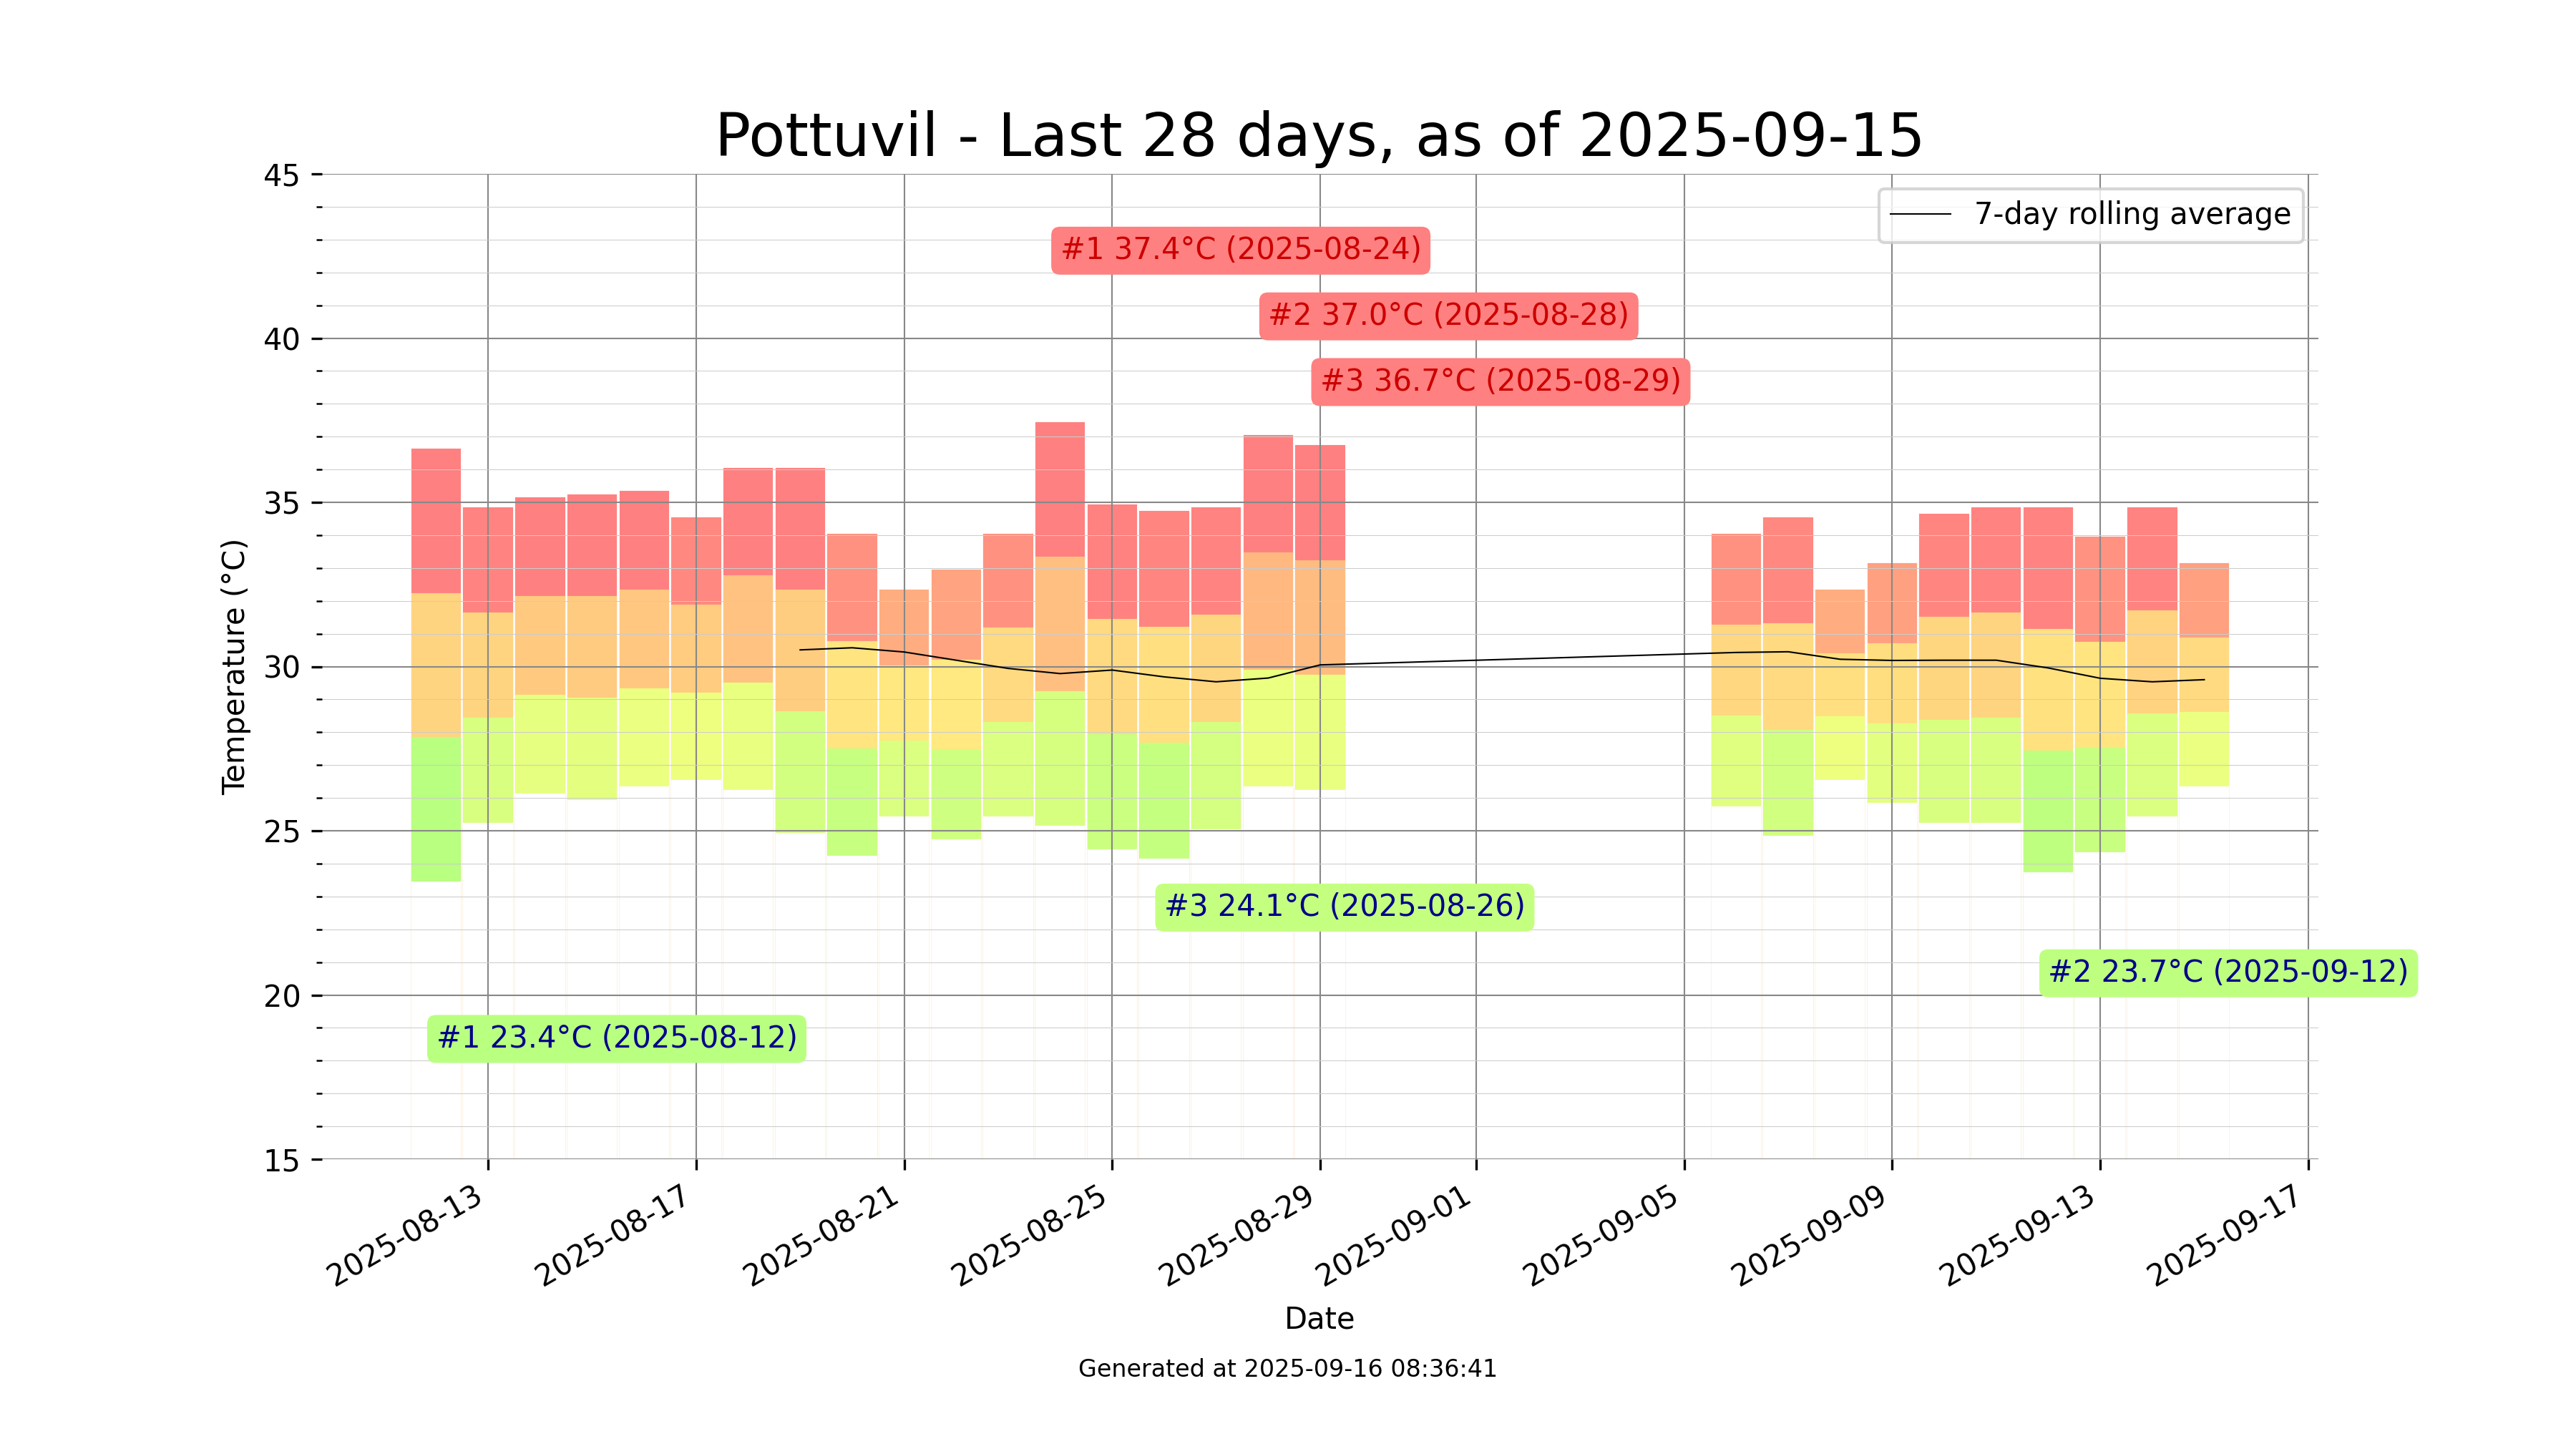 Pottuvil - Last 28 days, as of 2025-09-15
45
40
35
30
25
20
15
Temperature (°C)
7-day rolling average
#1 37.4°C (2025-08-24)
#2 37.0°C (2025-08-28)
#3 36.7°C (2025-08-29)
#3 24.1°C (2025-08-26)
#2 23.7°C (2025-09-12)
#1 23.4°C (2025-08-12)
2025-08-13
2025-08-17
2025-08-21
2025-08-25
2025-08-29
2025-09-01
2025-09-05
2025-09-09
2025-09-13
2025-09-17
Date
Generated at 2025-09-16 08:36:41